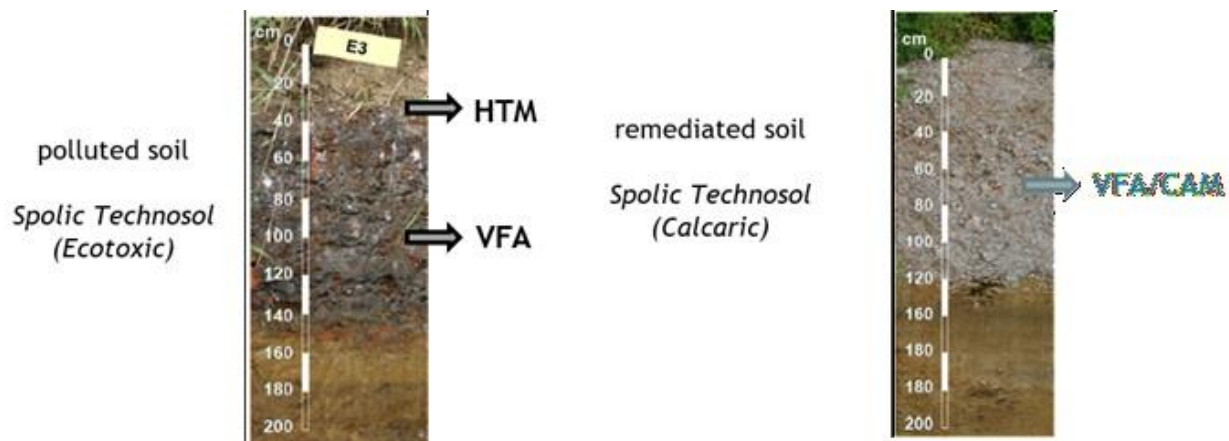 polluted soil
Spolic Technosol
(Ecotoxic)
cm
0
20
40
60
80
100
120
140
160
180
200
E3
HTM
VFA
remediated soil
Spolic Technosol
(Calcaric)
cm
0
20
40
60
80
100
120
140
160
180
200
VFA/CAM